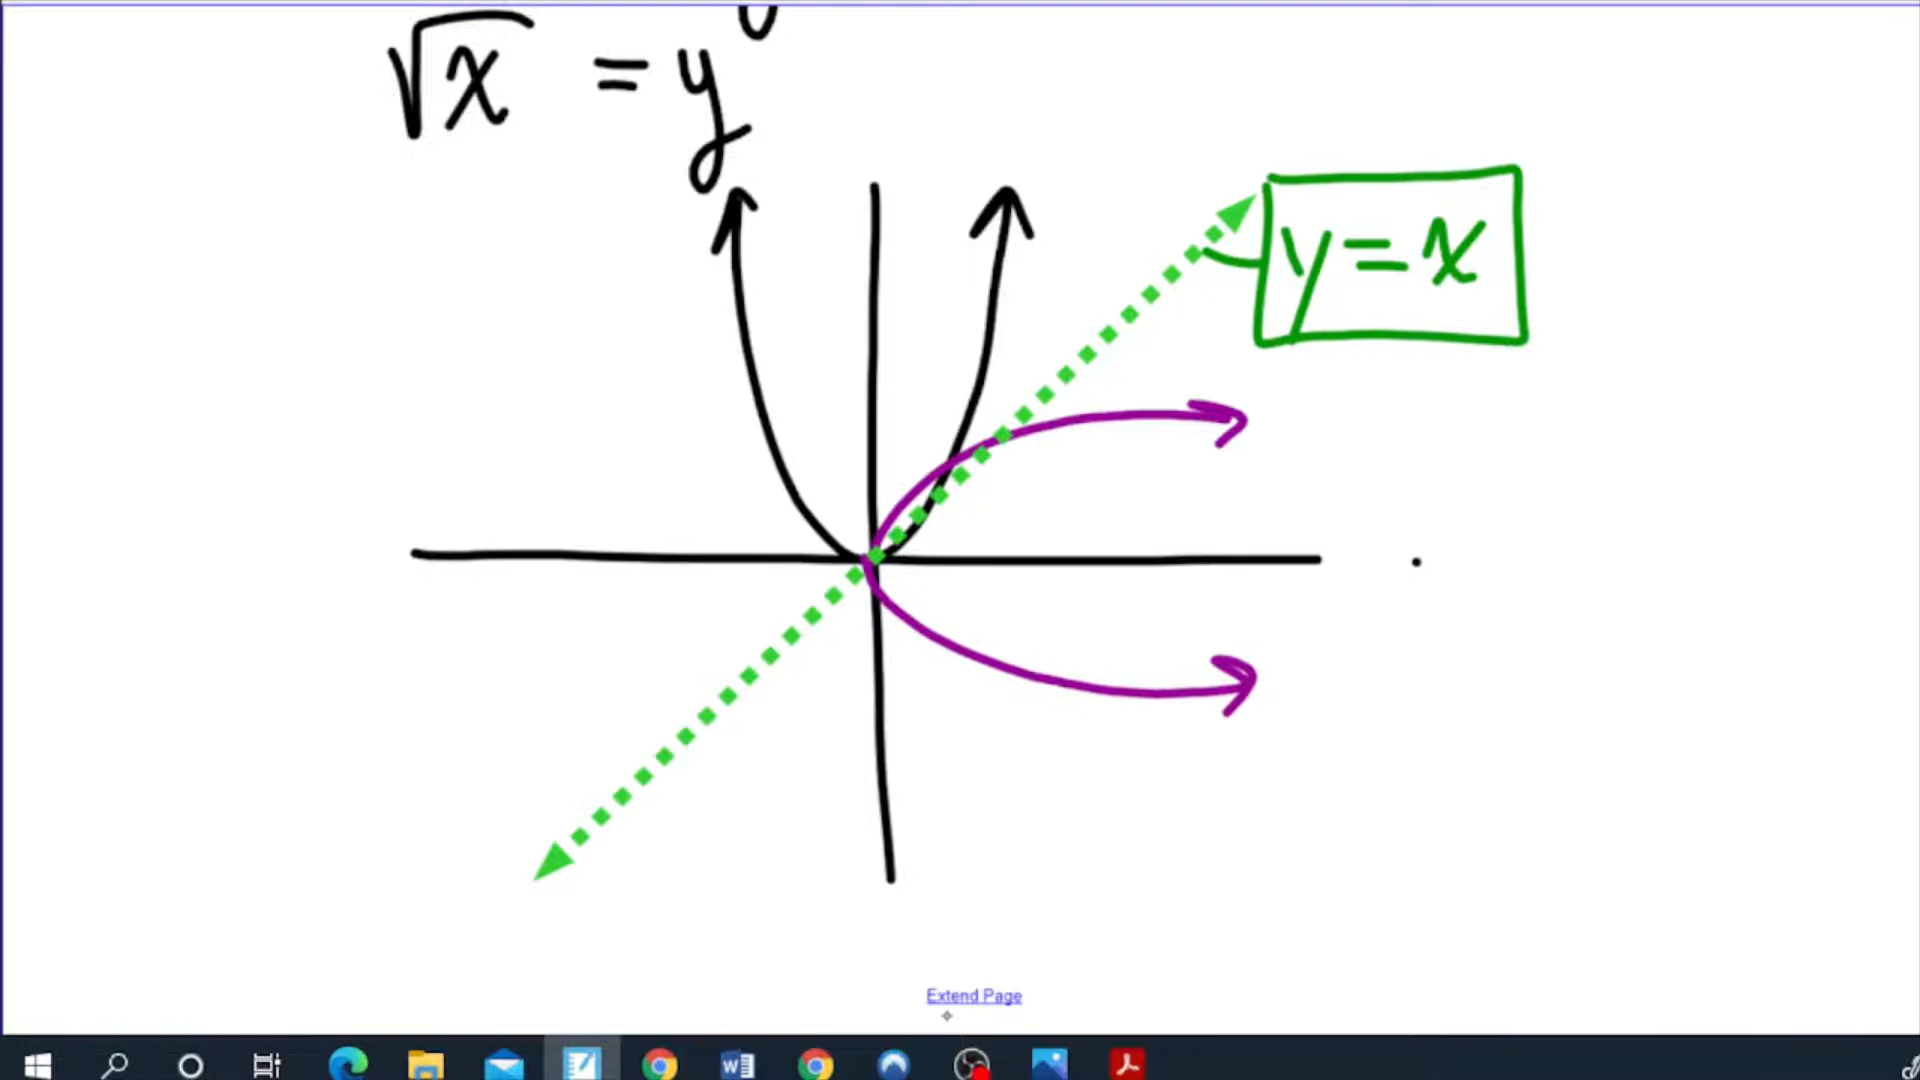 √x = y
y = x
Extend Page